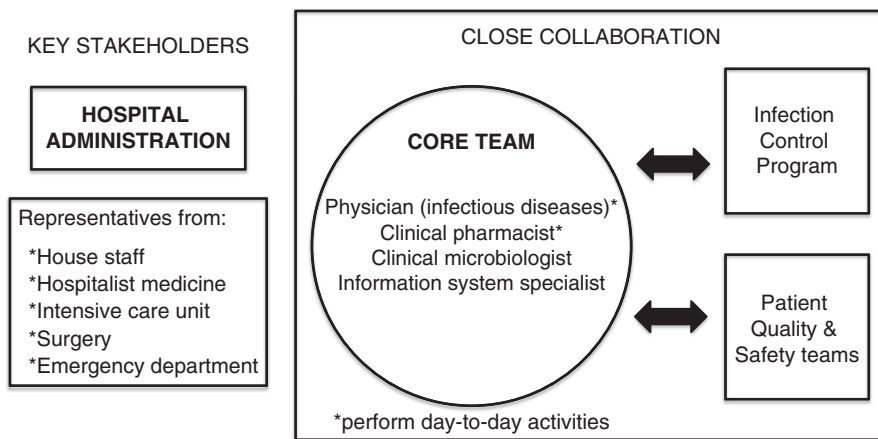 KEY STAKEHOLDERS
HOSPITAL
ADMINISTRATION
Representatives from:
*House staff
*Hospitalist medicine
*Intensive care unit
*Surgery
*Emergency department
CLOSE COLLABORATION
CORE TEAM
Physician (infectious diseases)*
Clinical pharmacist*
Clinical microbiologist
Information system specialist
*perform day-to-day activities
Infection
Control
Program
Patient
Quality &
Safety teams